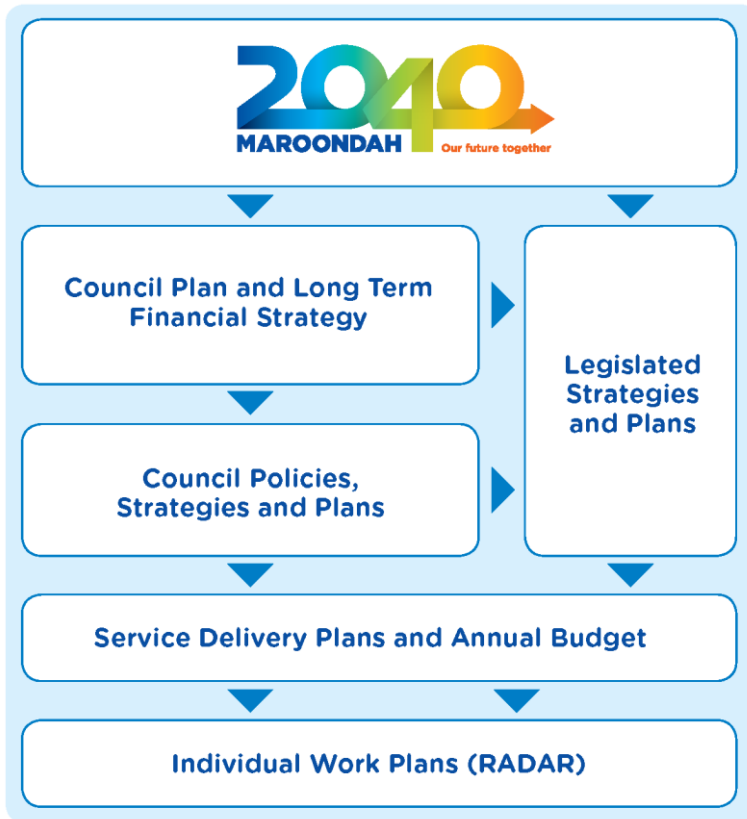 2040
MAROONDAH
Our future together
Council Plan and Long Term
Financial Strategy
Legislated
Strategies
and Plans
Council Policies,
Strategies and Plans
Service Delivery Plans and Annual Budget
Individual Work Plans (RADAR)